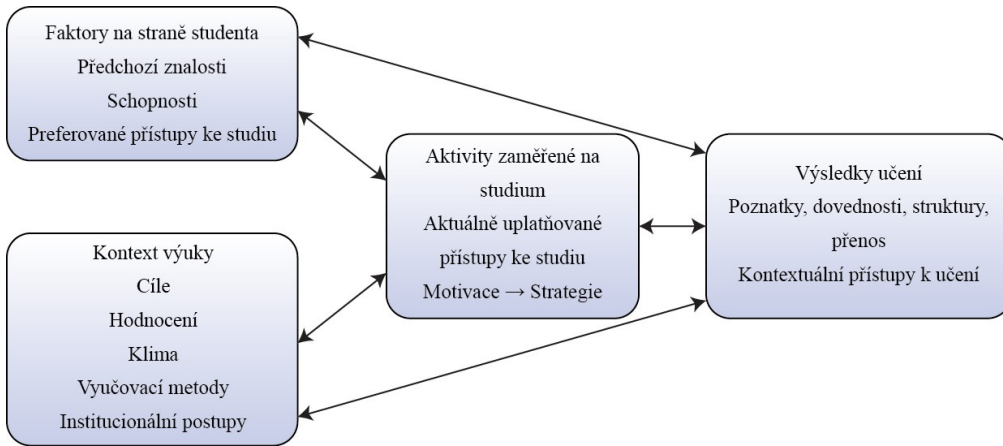 Faktory na straně studenta
Předchozí znalosti
Schopnosti
Preferované přístupy ke studiu
Kontext výuky
Cíle
Hodnocení
Klima
Vyučovací metody
Institucionální postupy
Aktivity zaměřené na
studium
Aktuálně uplatňované
přístupy ke studiu
Motivace → Strategie
Výsledky učení
Poznatky, dovednosti, struktury,
přenos
Kontextuální přístupy k učení